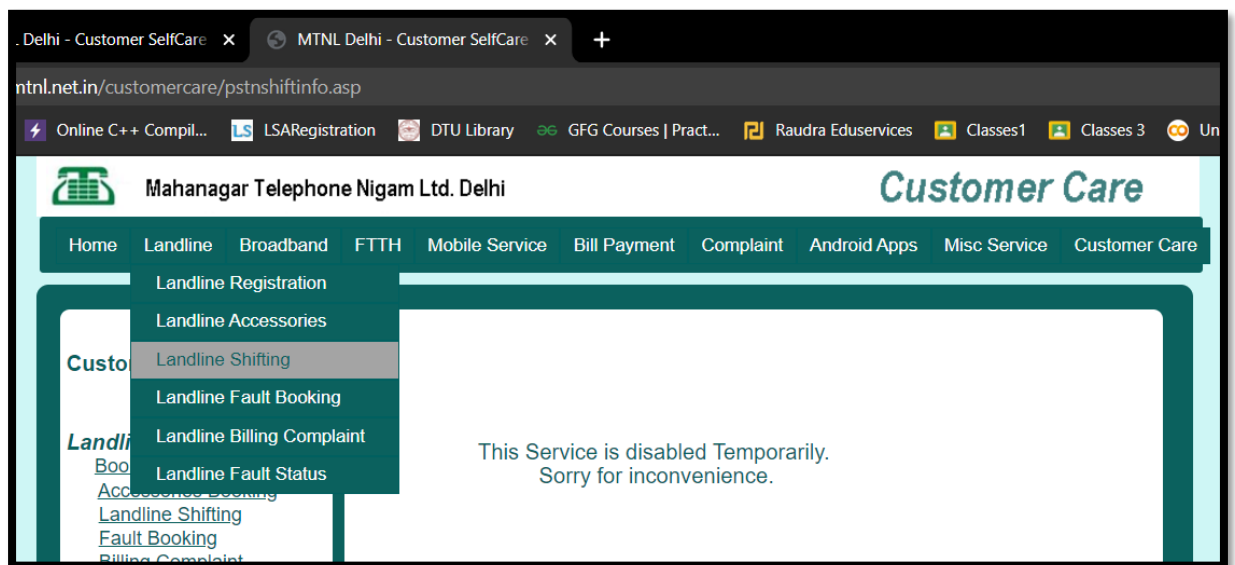 . Delhi - Customer SelfCare
MTNL Delhi - Customer SelfCare
mtnl.net.in/customercare/pstnshiftinfo.asp
Online C++ Compil...
LS LSARegistration
DTU Library
GFG Courses | Pract...
Raudra Eduservices
Classes1
Classes 3
Un
Mahanagar Telephone Nigam Ltd. Delhi
Customer Care
Home Landline Broadband FTTH Mobile Service Bill Payment Complaint Android Apps Misc Service Customer Care
Landline Registration
Landline Accessories
Landline Shifting
Landline Fault Booking
Landline Billing Complaint
Landline Fault Status
Custo
Landli
Boo
Landline Shifting
Fault Booking
Billing Complaint
This Service is disabled Temporarily.
Sorry for inconvenience.